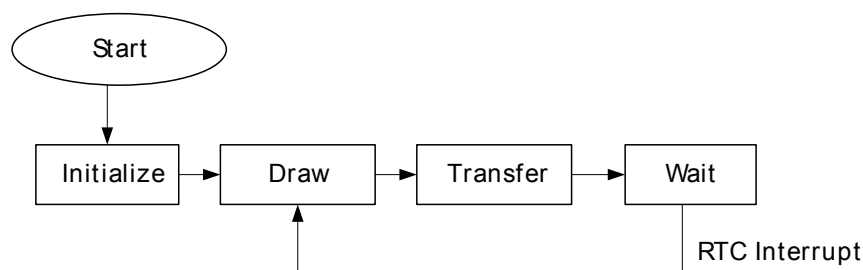 Start
Initialize
Draw
Transfer
Wait
RTC Interrupt